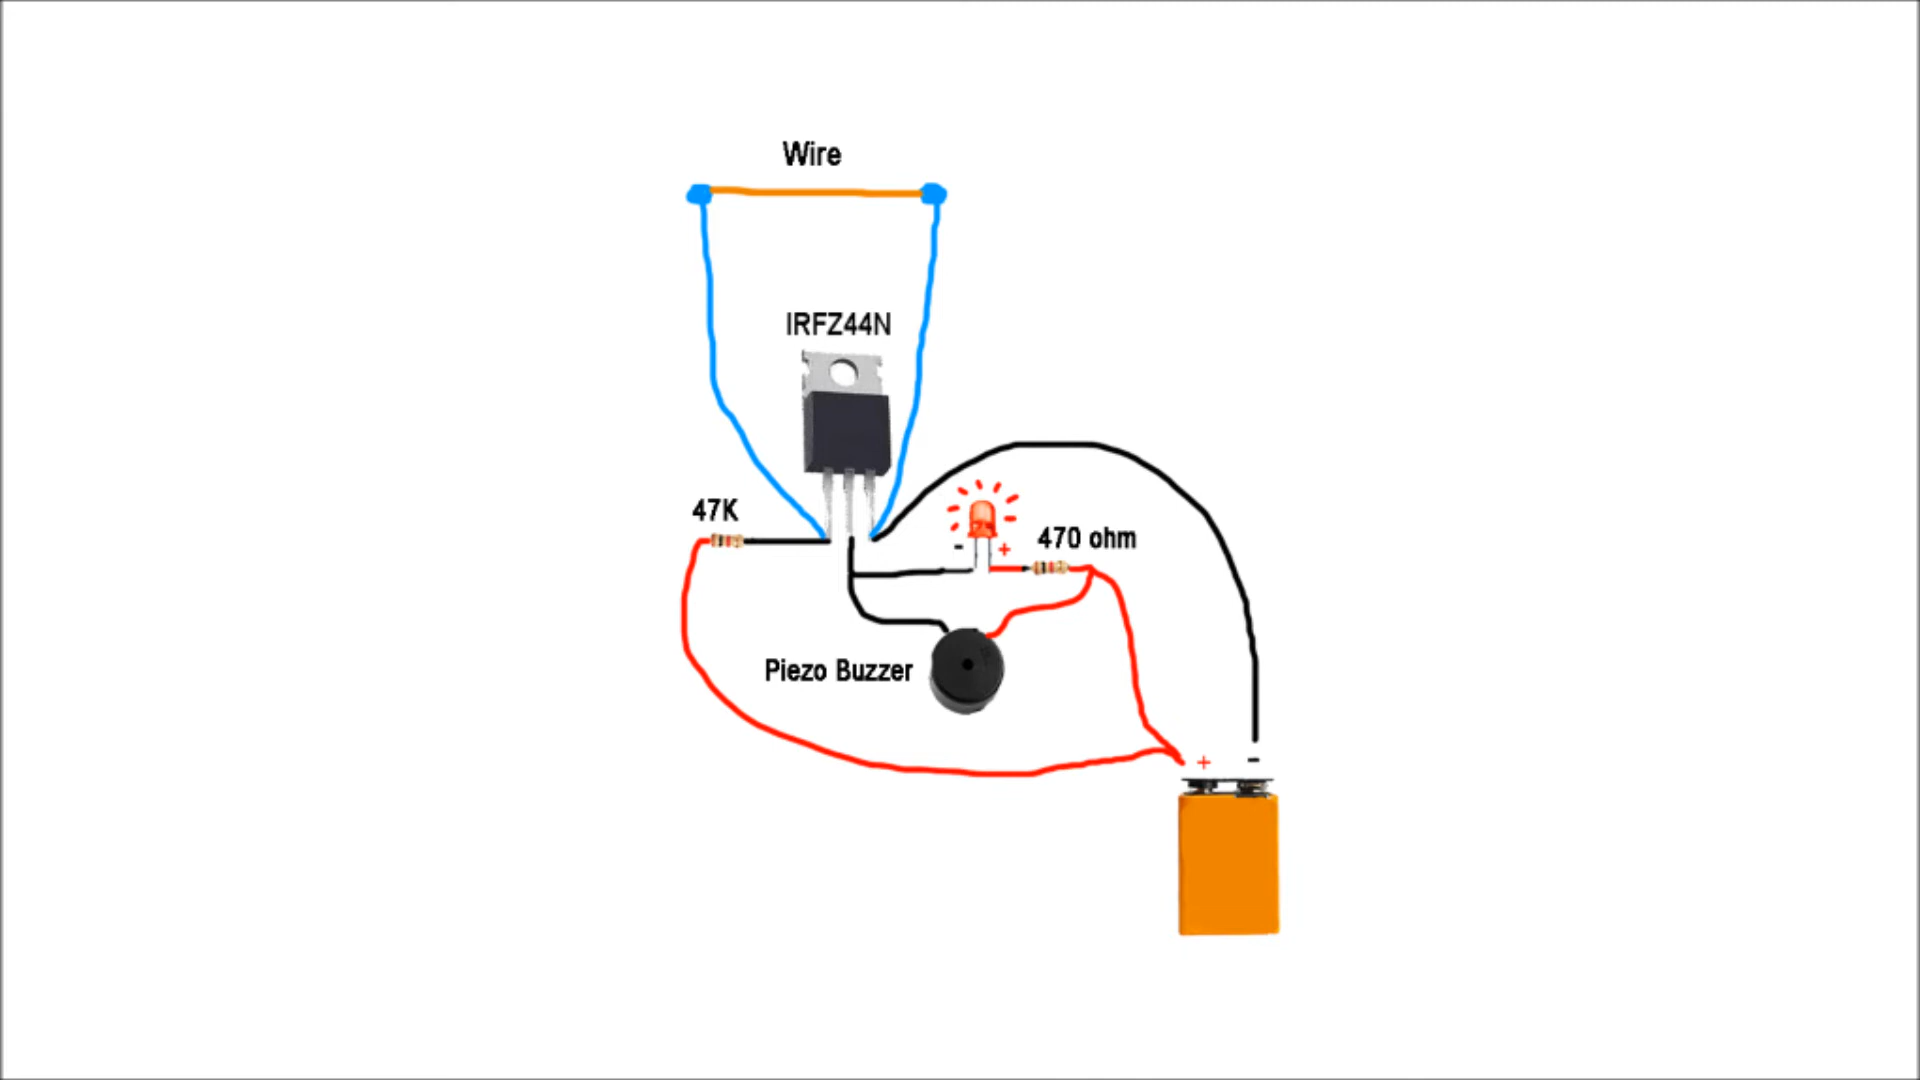 Wire
IRFZ44N
47K
470 ohm
- +
Piezo Buzzer
+ -